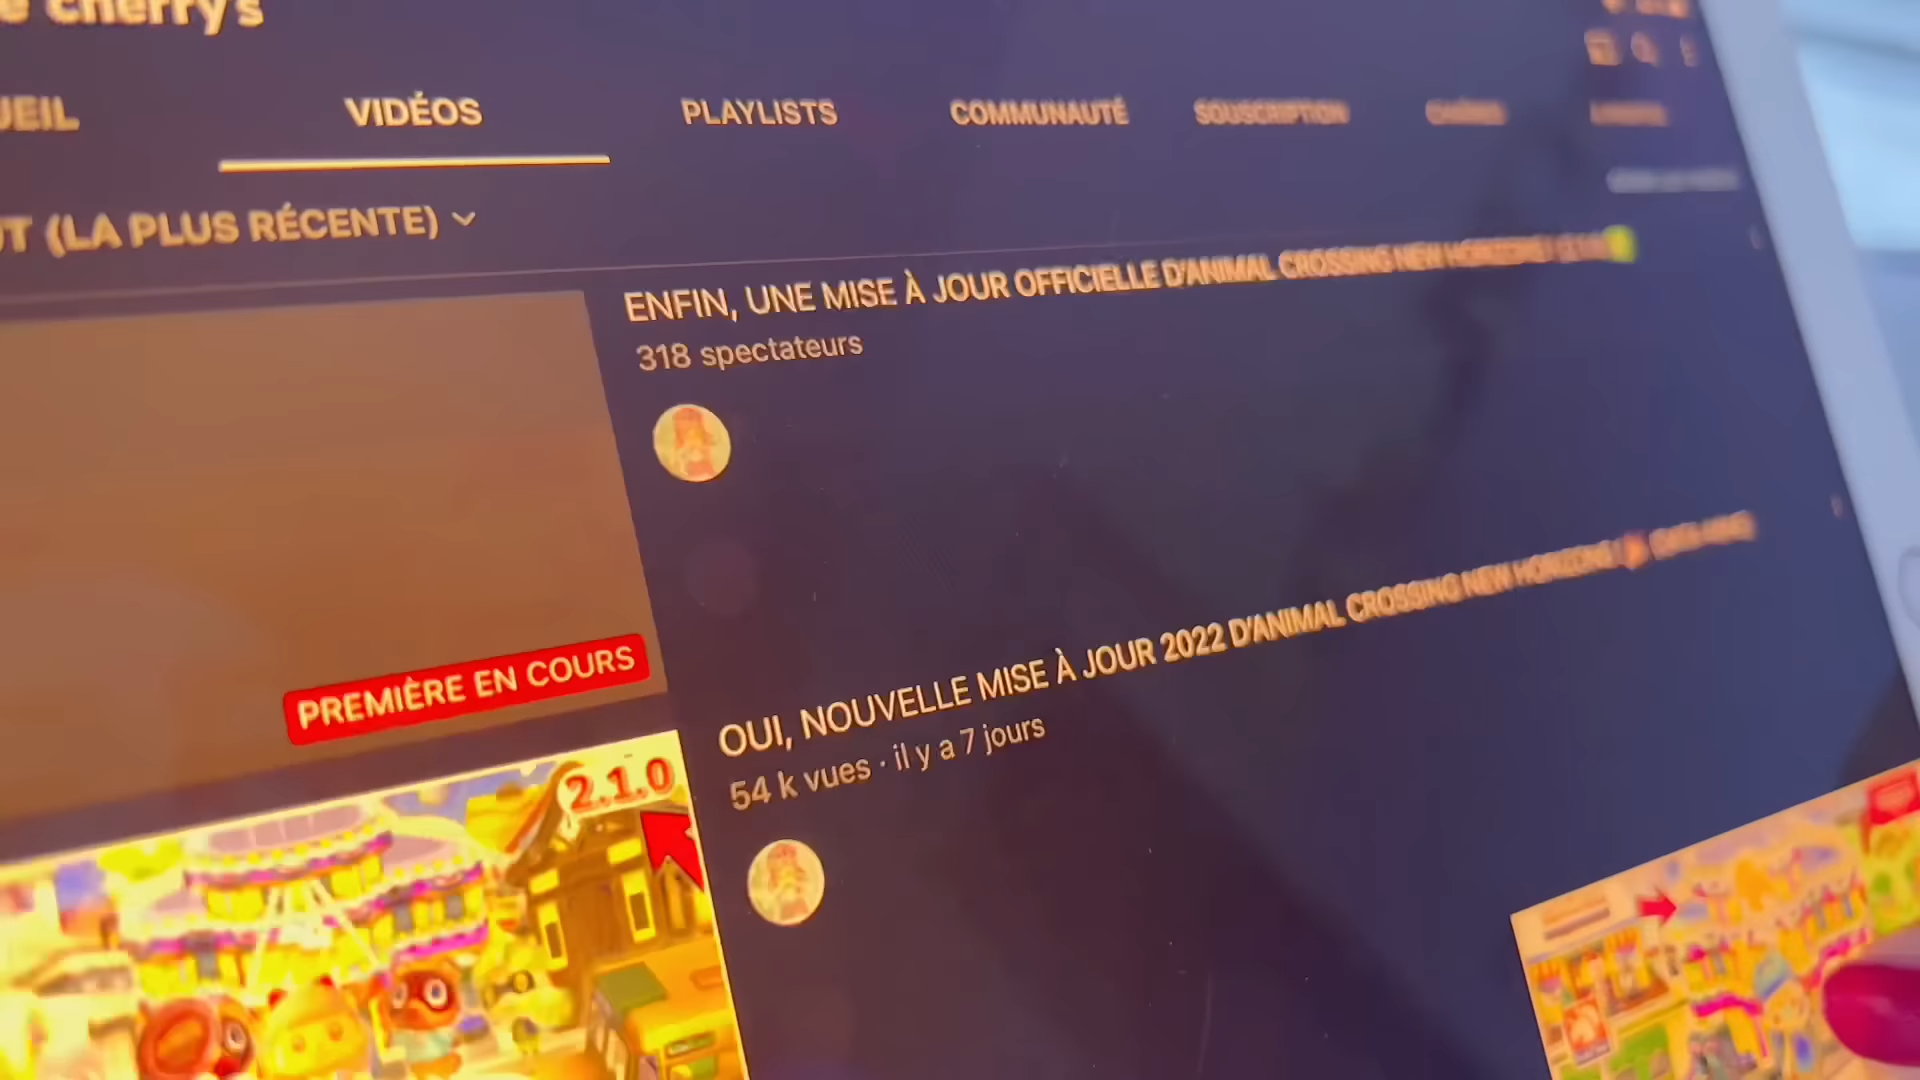 e cherry's
UEIL VIDÉOS PLAYLISTS COMMUNAUTÉ SOUSCRIPTION CHAÎNES
UT (LA PLUS RÉCENTE)
ENFIN, UNE MISE À JOUR OFFICIELLE D'ANIMAL CROSSING NEW HORIZONS !
318 spectateurs
PREMIÈRE EN COURS
OUI, NOUVELLE MISE À JOUR 2022 D'ANIMAL CROSSING NEW HORIZONS !
54 k vues · il y a 7 jours
2.1.0